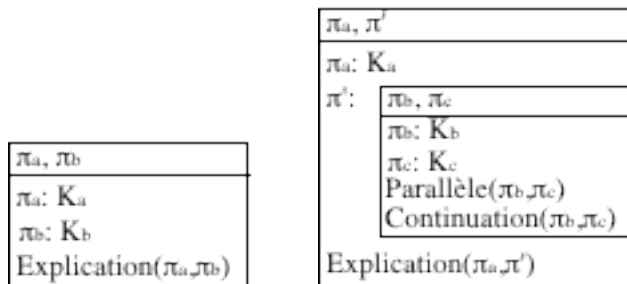 πa, πb
πa: Ka
πb: Kb
Explication(πa,πb)
πa, π'
πa: Ka
π':
πb, πc
πb: Kb
πc: Kc
Parallèle(πb,πc)
Continuation(πb,πc)
Explication(πa,π')